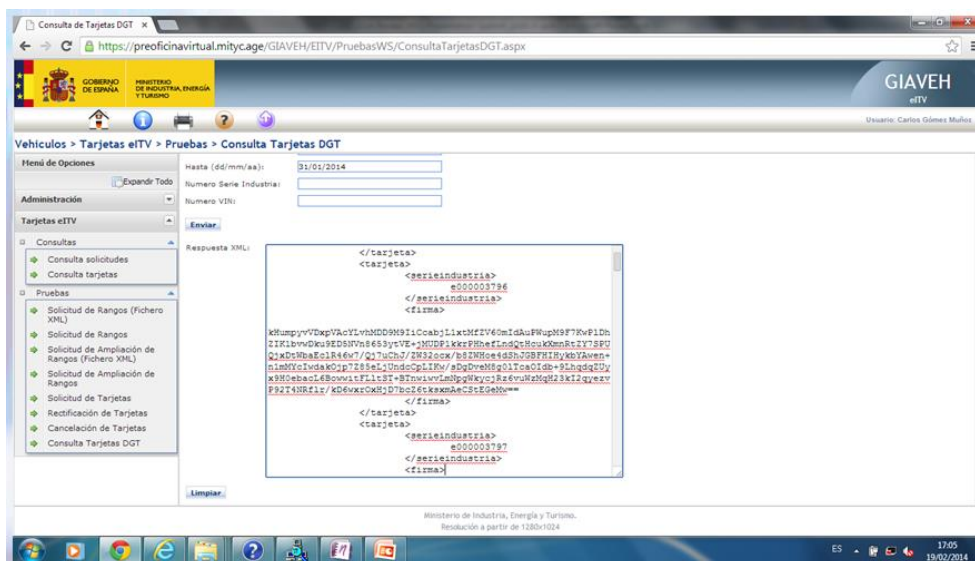 Consulta de Tarjetas DGT
https://preoficinavirtual.mityc.age/GIAVEH/EITV/PruebasWS/ConsultaTarjetasDGT.aspx
GOBIERNO DE ESPAÑA
MINISTERIO DE INDUSTRIA, ENERGÍA Y TURISMO
GIAVEH
eITV
Usuario: Carlos Gómez Muñoz
Vehículos > Tarjetas eITV > Pruebas > Consulta Tarjetas DGT
Menú de Opciones
Expandir Todo
Administración
Tarjetas eITV
Consultas
Consulta solicitudes
Consulta tarjetas
Pruebas
Solicitud de Rangos (Fichero XML)
Solicitud de Rangos
Solicitud de Ampliación de Rangos (Fichero XML)
Solicitud de Ampliación de Rangos
Solicitud de Tarjetas
Rectificación de Tarjetas
Cancelación de Tarjetas
Consulta Tarjetas DGT
Hasta (dd/mm/aa): 31/01/2014
Numero Serie Industria:
Numero VIN:
Enviar
Respuesta XML:
</tarjeta>
<tarjeta>
<serieindustria>
e000003796
</serieindustria>
<firma>
</firma>
</tarjeta>
<tarjeta>
<serieindustria>
e000003797
</serieindustria>
<firma>
Limpiar
Ministerio de Industria, Energía y Turismo.
Resolución a partir de 1280x1024
ES
17:05
19/02/2014